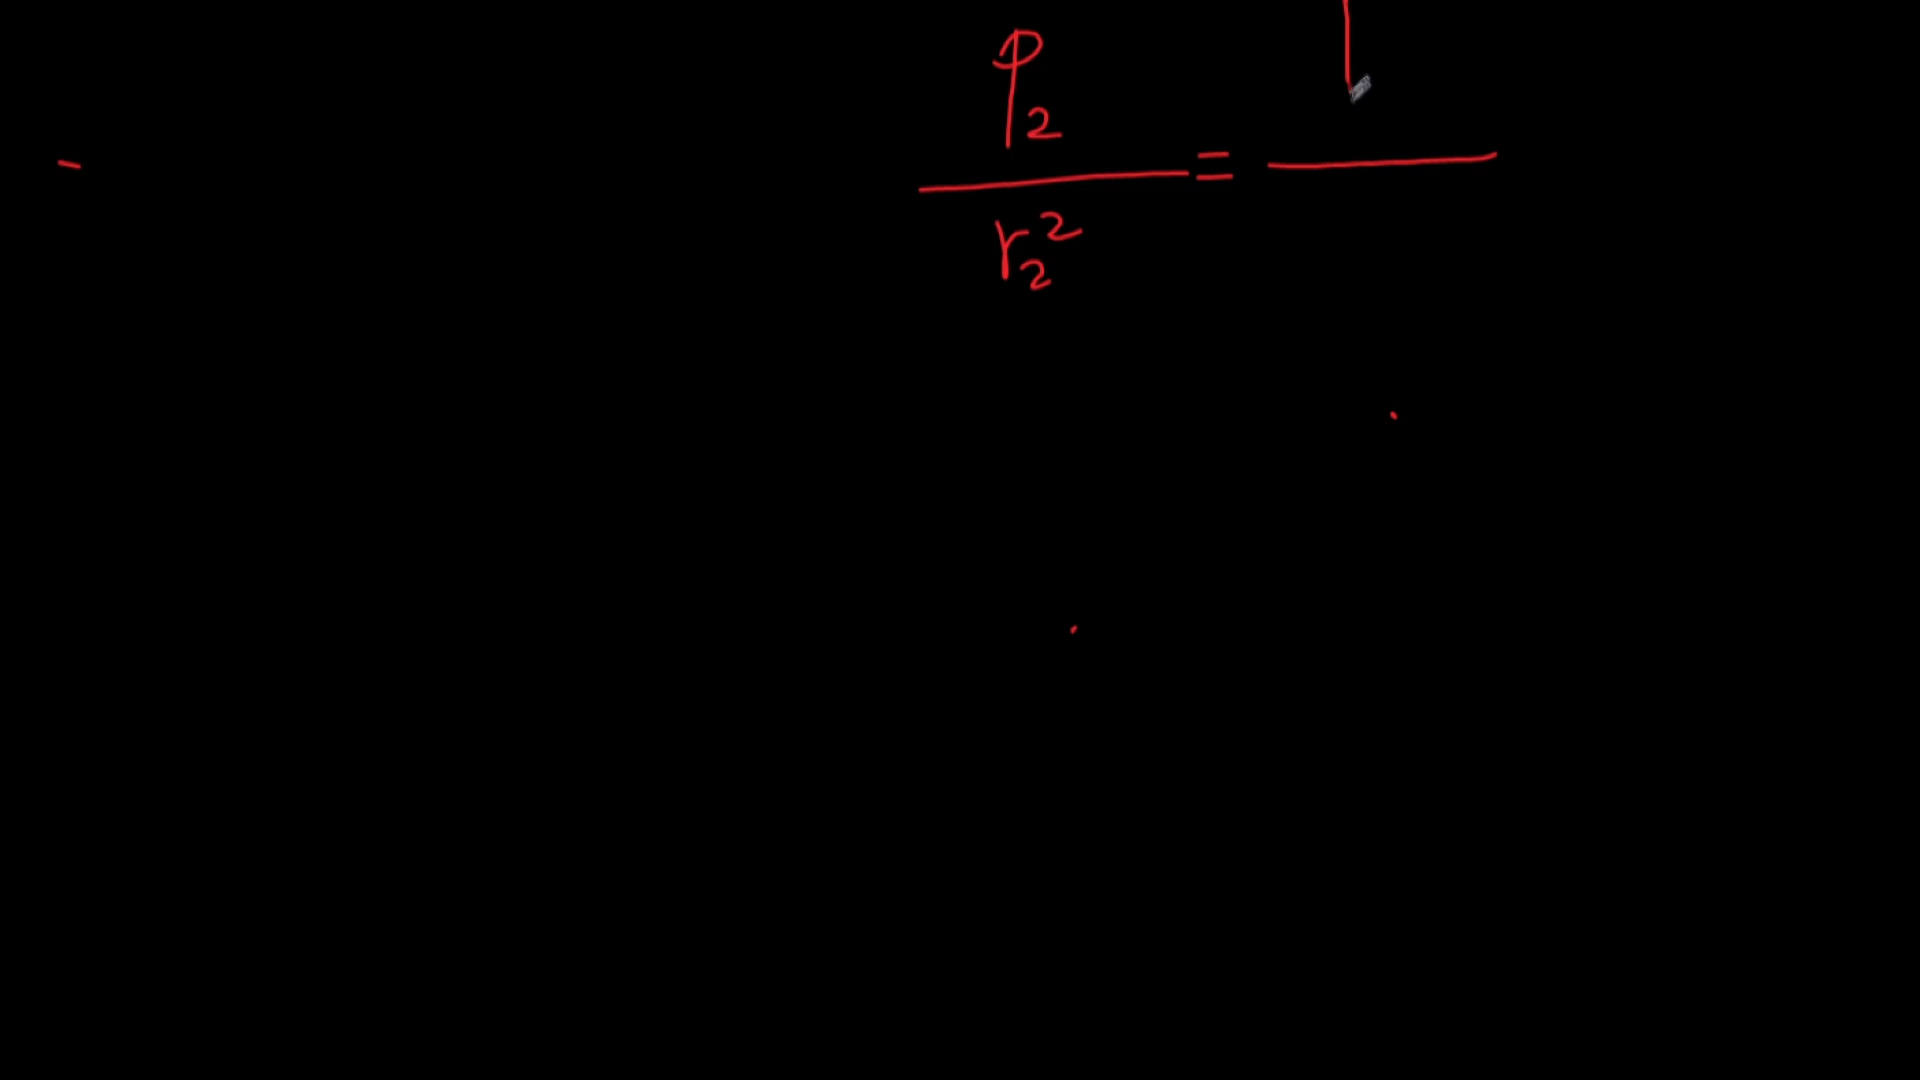 P₂ / r₂² =